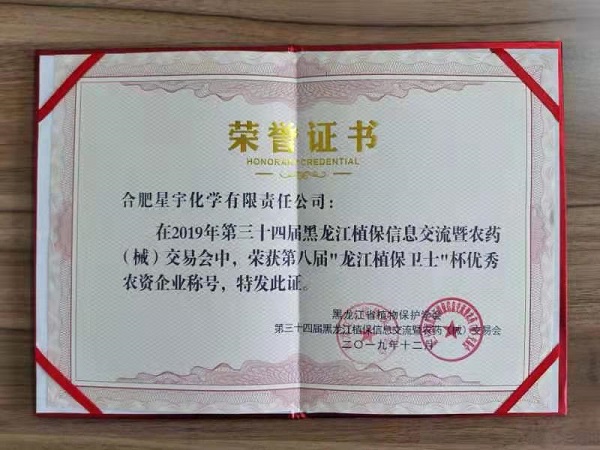 荣誉证书
HONORARY CREDENTIAL
合肥星宇化学有限责任公司：
在2019年第三十四届黑龙江植保信息交流暨农药
（械）交易会中，荣获第八届"龙江植保卫士"杯优秀
农资企业称号，特发此证。
黑龙江省植物保护学会
第三十四届黑龙江植保信息交流暨农药（械）交易会
二〇一九年十二月